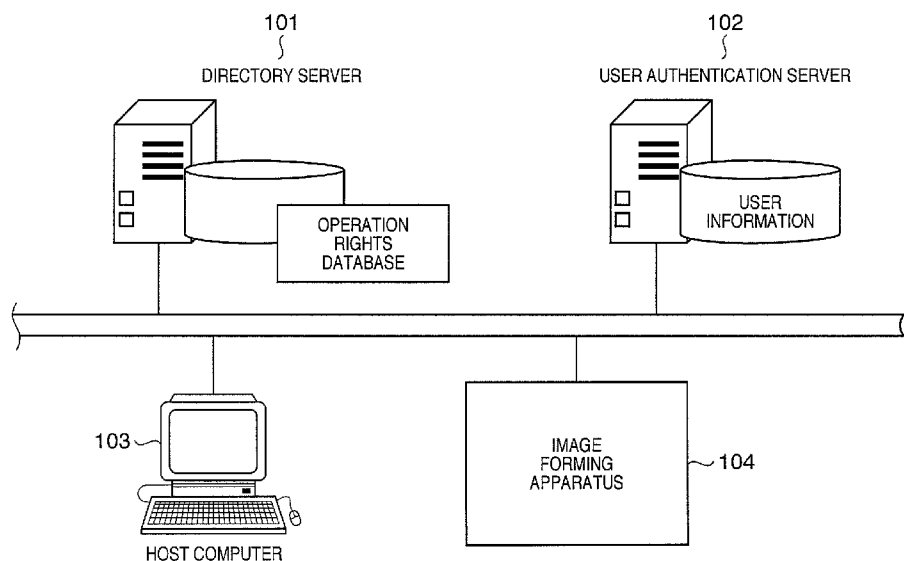 101
DIRECTORY SERVER
102
USER AUTHENTICATION SERVER
OPERATION
RIGHTS
DATABASE
USER
INFORMATION
103
HOST COMPUTER
IMAGE
FORMING
APPARATUS
104